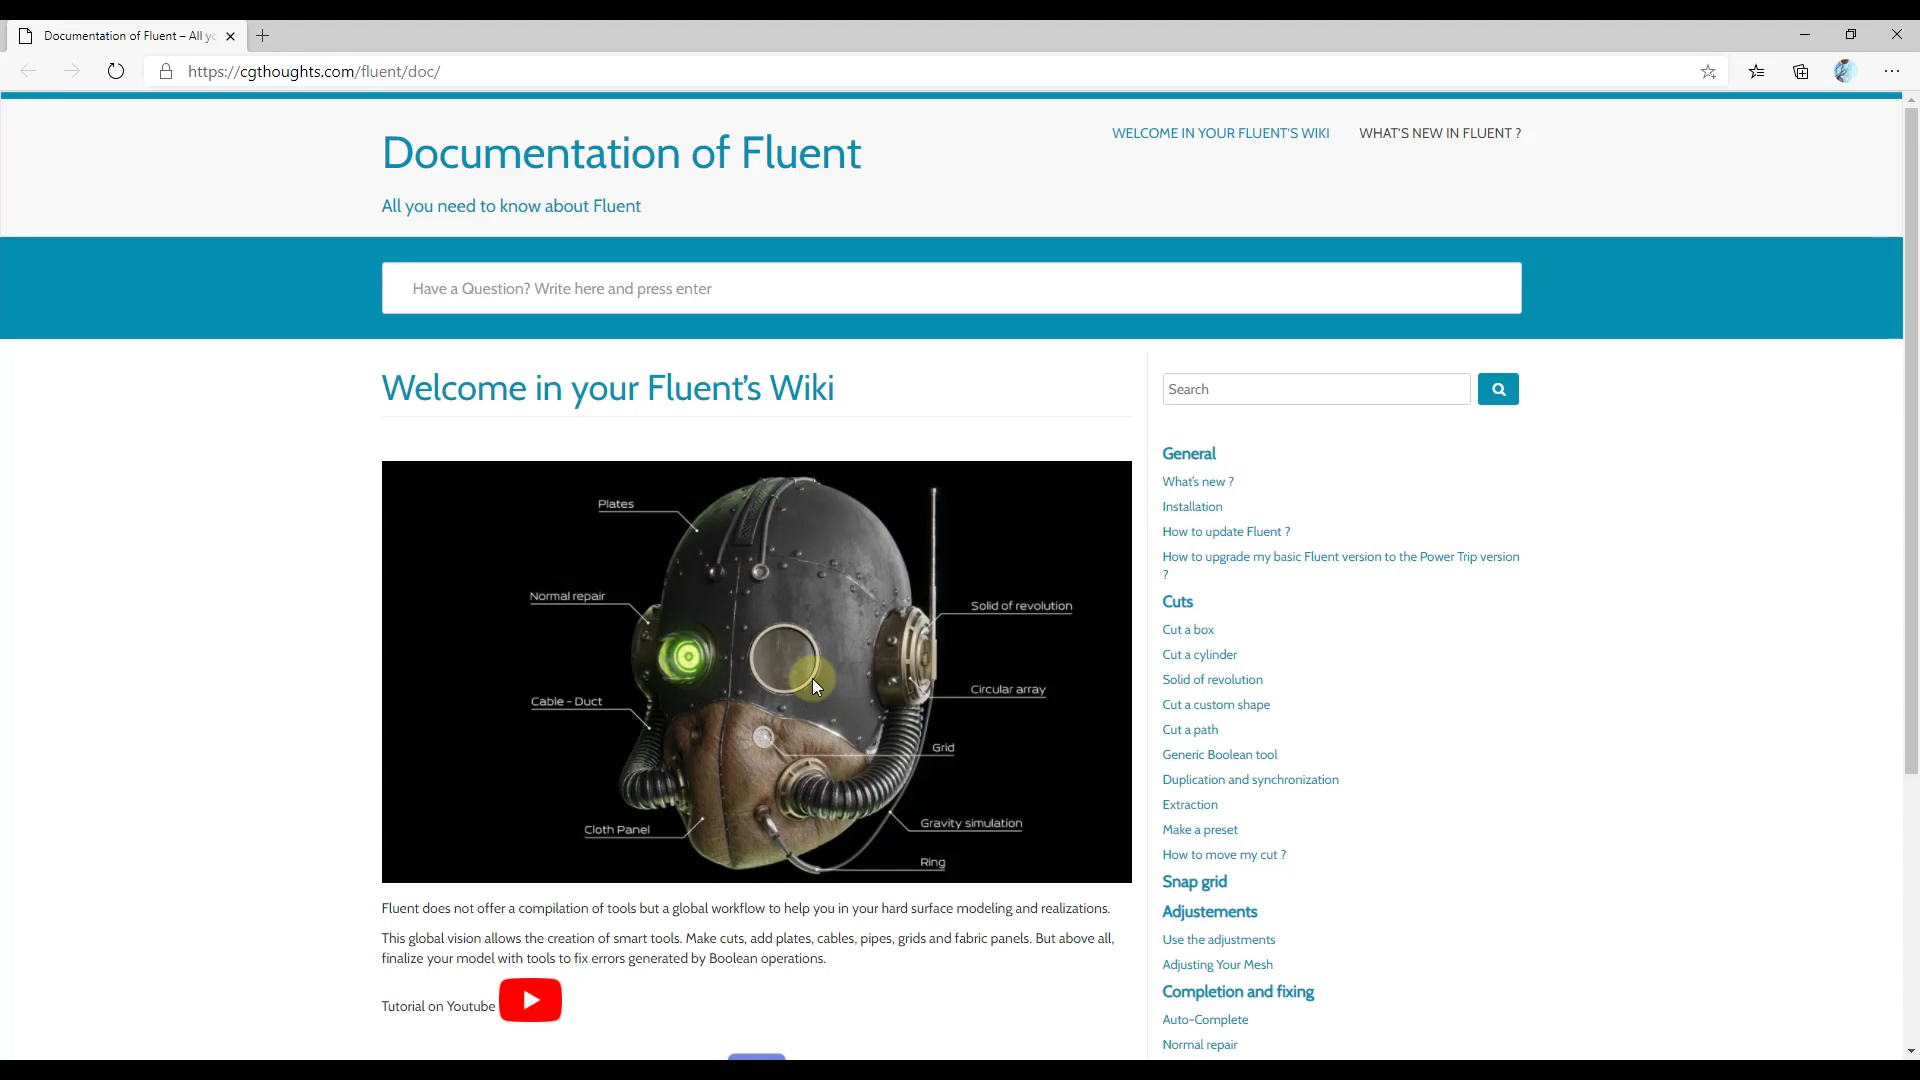 Documentation of Fluent – All yo
https://cgthoughts.com/fluent/doc/
Documentation of Fluent
All you need to know about Fluent
WELCOME IN YOUR FLUENT'S WIKI
WHAT'S NEW IN FLUENT ?
Have a Question? Write here and press enter
Welcome in your Fluent's Wiki
Plates
Normal repair
Cable - Duct
Cloth Panel
Solid of revolution
Circular array
Grid
Gravity simulation
Ring
Fluent does not offer a compilation of tools but a global workflow to help you in your hard surface modeling and realizations.
This global vision allows the creation of smart tools. Make cuts, add plates, cables, pipes, grids and fabric panels. But above all,
finalize your model with tools to fix errors generated by Boolean operations.
Tutorial on Youtube
Search
General
What's new ?
Installation
How to update Fluent ?
How to upgrade my basic Fluent version to the Power Trip version
?
Cuts
Cut a box
Cut a cylinder
Solid of revolution
Cut a custom shape
Cut a path
Generic Boolean tool
Duplication and synchronization
Extraction
Make a preset
How to move my cut ?
Snap grid
Adjustements
Use the adjustments
Adjusting Your Mesh
Completion and fixing
Auto-Complete
Normal repair